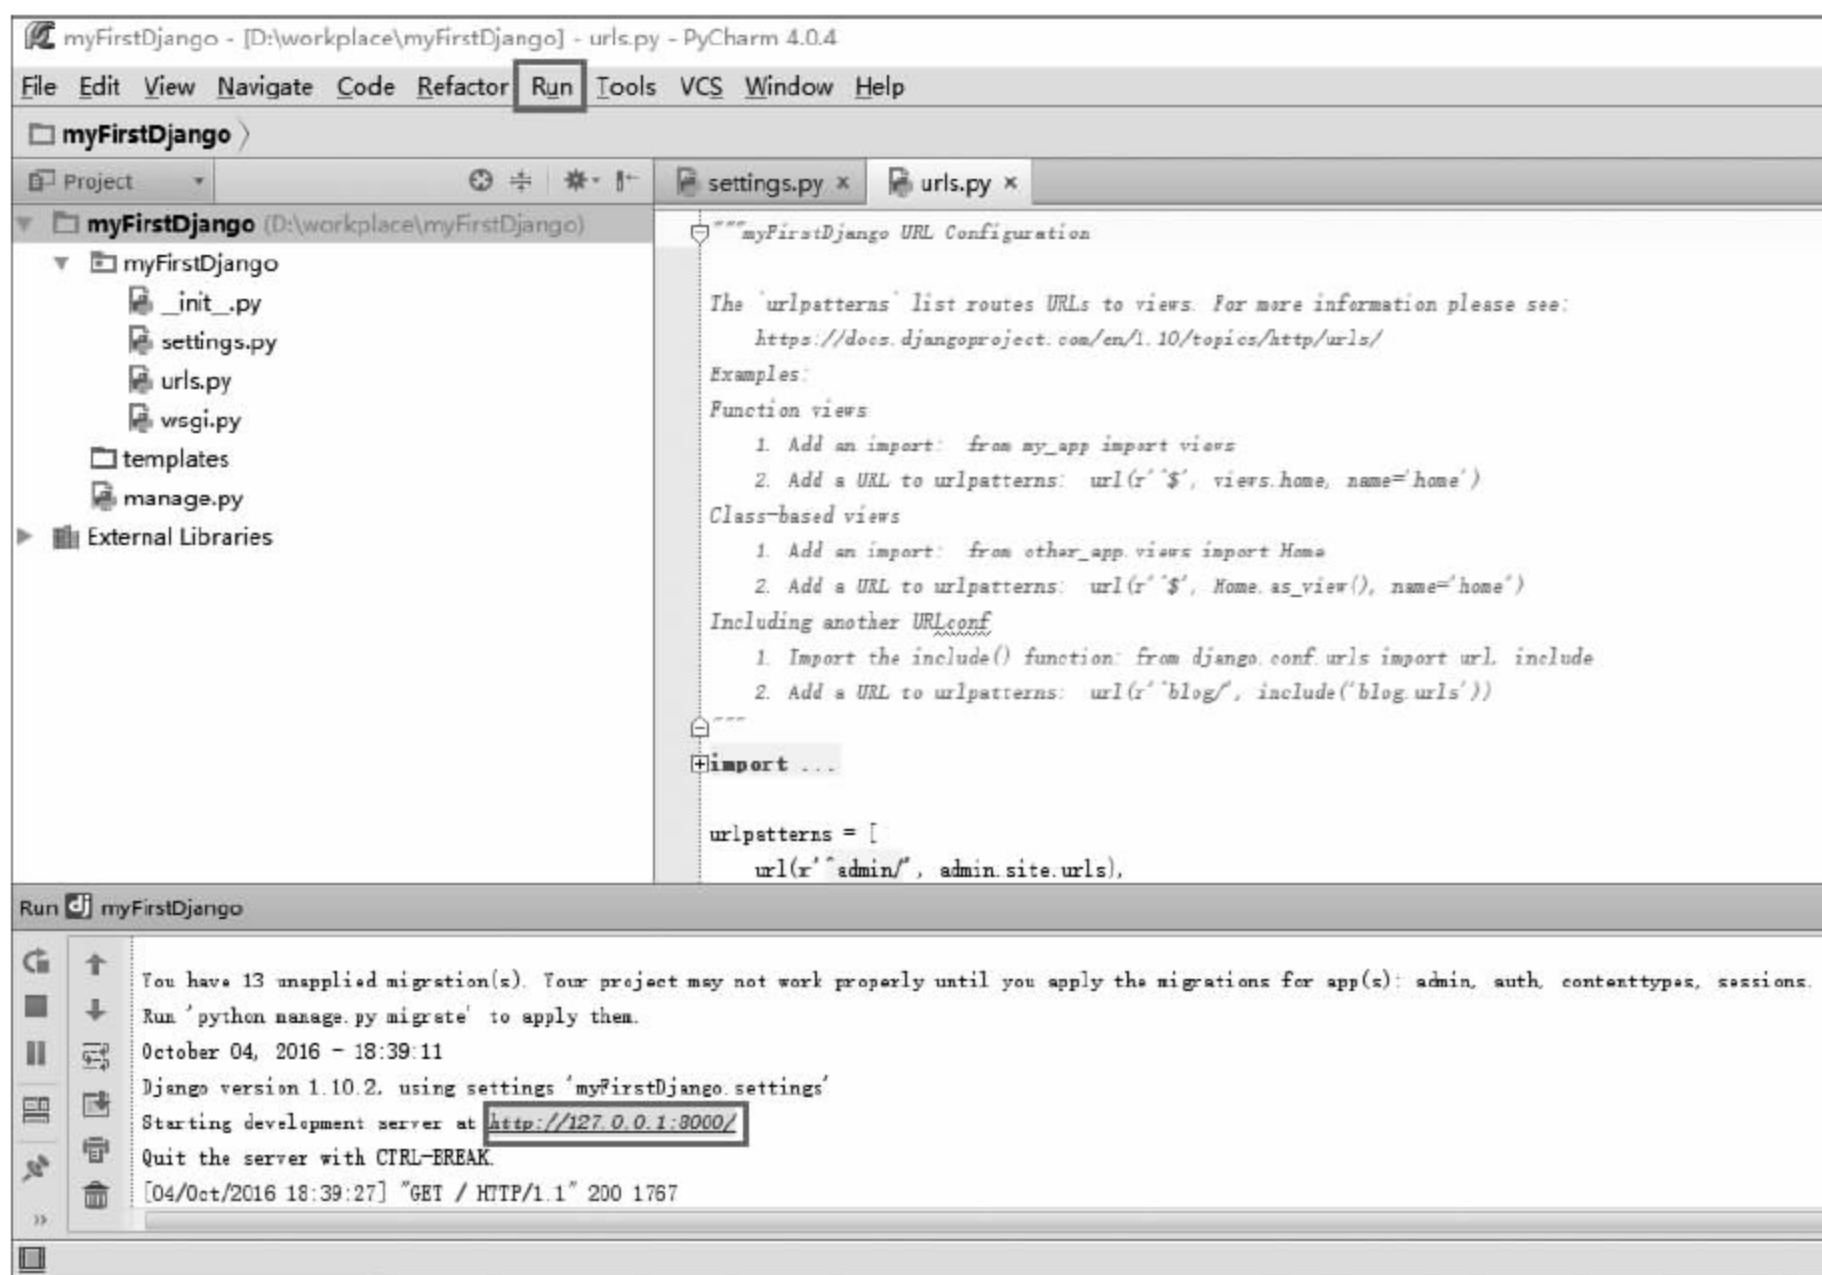 myFirstDjango - [D:\workplace\myFirstDjango] - urls.py - PyCharm 4.0.4
File Edit View Navigate Code Refactor Run Tools VCS Window Help
myFirstDjango
Project
settings.py × urls.py ×
myFirstDjango (D:\workplace\myFirstDjango)
myFirstDjango
__init__.py
settings.py
urls.py
wsgi.py
templates
manage.py
External Libraries
"""myFirstDjango URL Configuration
The `urlpatterns` list routes URLs to views. For more information please see:
https://docs.djangoproject.com/en/1.10/topics/http/urls/
Examples:
Function views
1. Add an import:  from my_app import views
2. Add a URL to urlpatterns:  url(r'^$', views.home, name='home')
Class-based views
1. Add an import:  from other_app.views import Home
2. Add a URL to urlpatterns:  url(r'^$', Home.as_view(), name='home')
Including another URLconf
1. Import the include() function: from django.conf.urls import url, include
2. Add a URL to urlpatterns:  url(r'^blog/', include('blog.urls'))
"""
import ...
urlpatterns = [
url(r'^admin/', admin.site.urls),
Run dj myFirstDjango
You have 13 unapplied migration(s). Your project may not work properly until you apply the migrations for app(s): admin, auth, contenttypes, sessions.
Run 'python manage.py migrate' to apply them.
October 04, 2016 - 18:39:11
Django version 1.10.2, using settings 'myFirstDjango.settings'
Starting development server at http://127.0.0.1:8000/
Quit the server with CTRL-BREAK.
[04/Oct/2016 18:39:27] "GET / HTTP/1.1" 200 1767